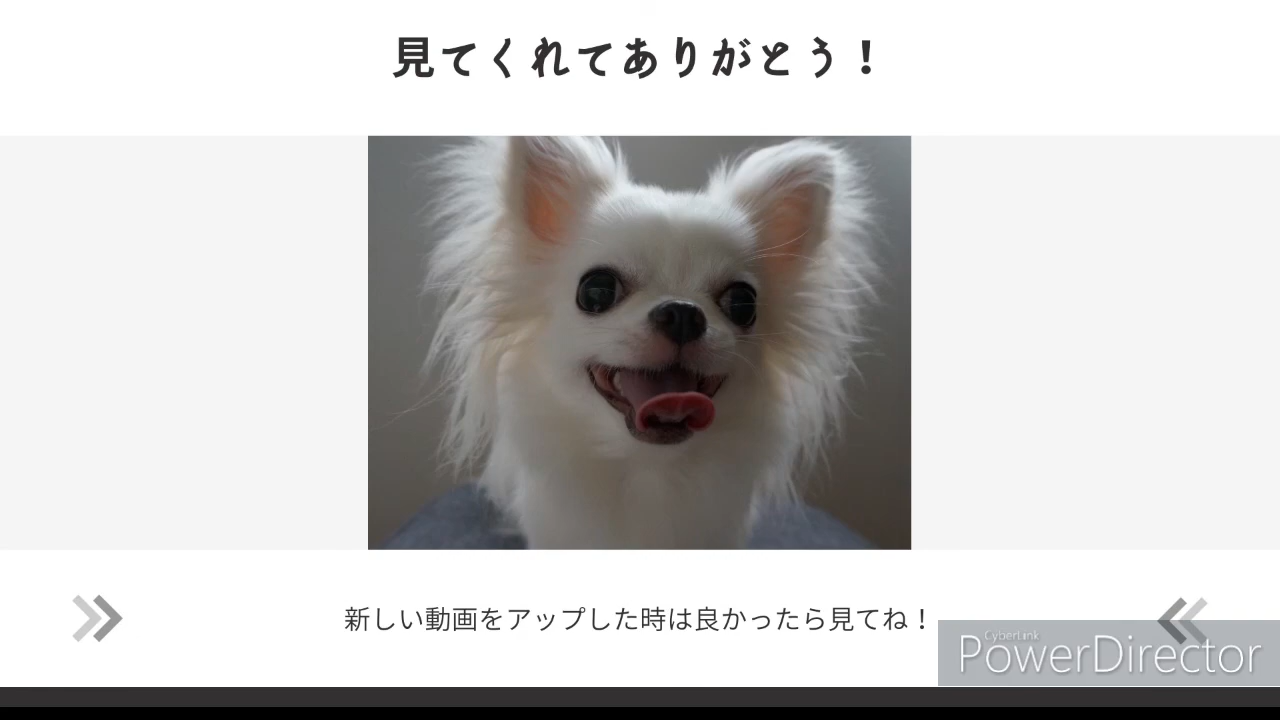 見てくれてありがとう！
新しい動画をアップした時は良かったら見てね！
CyberLink
PowerDirector